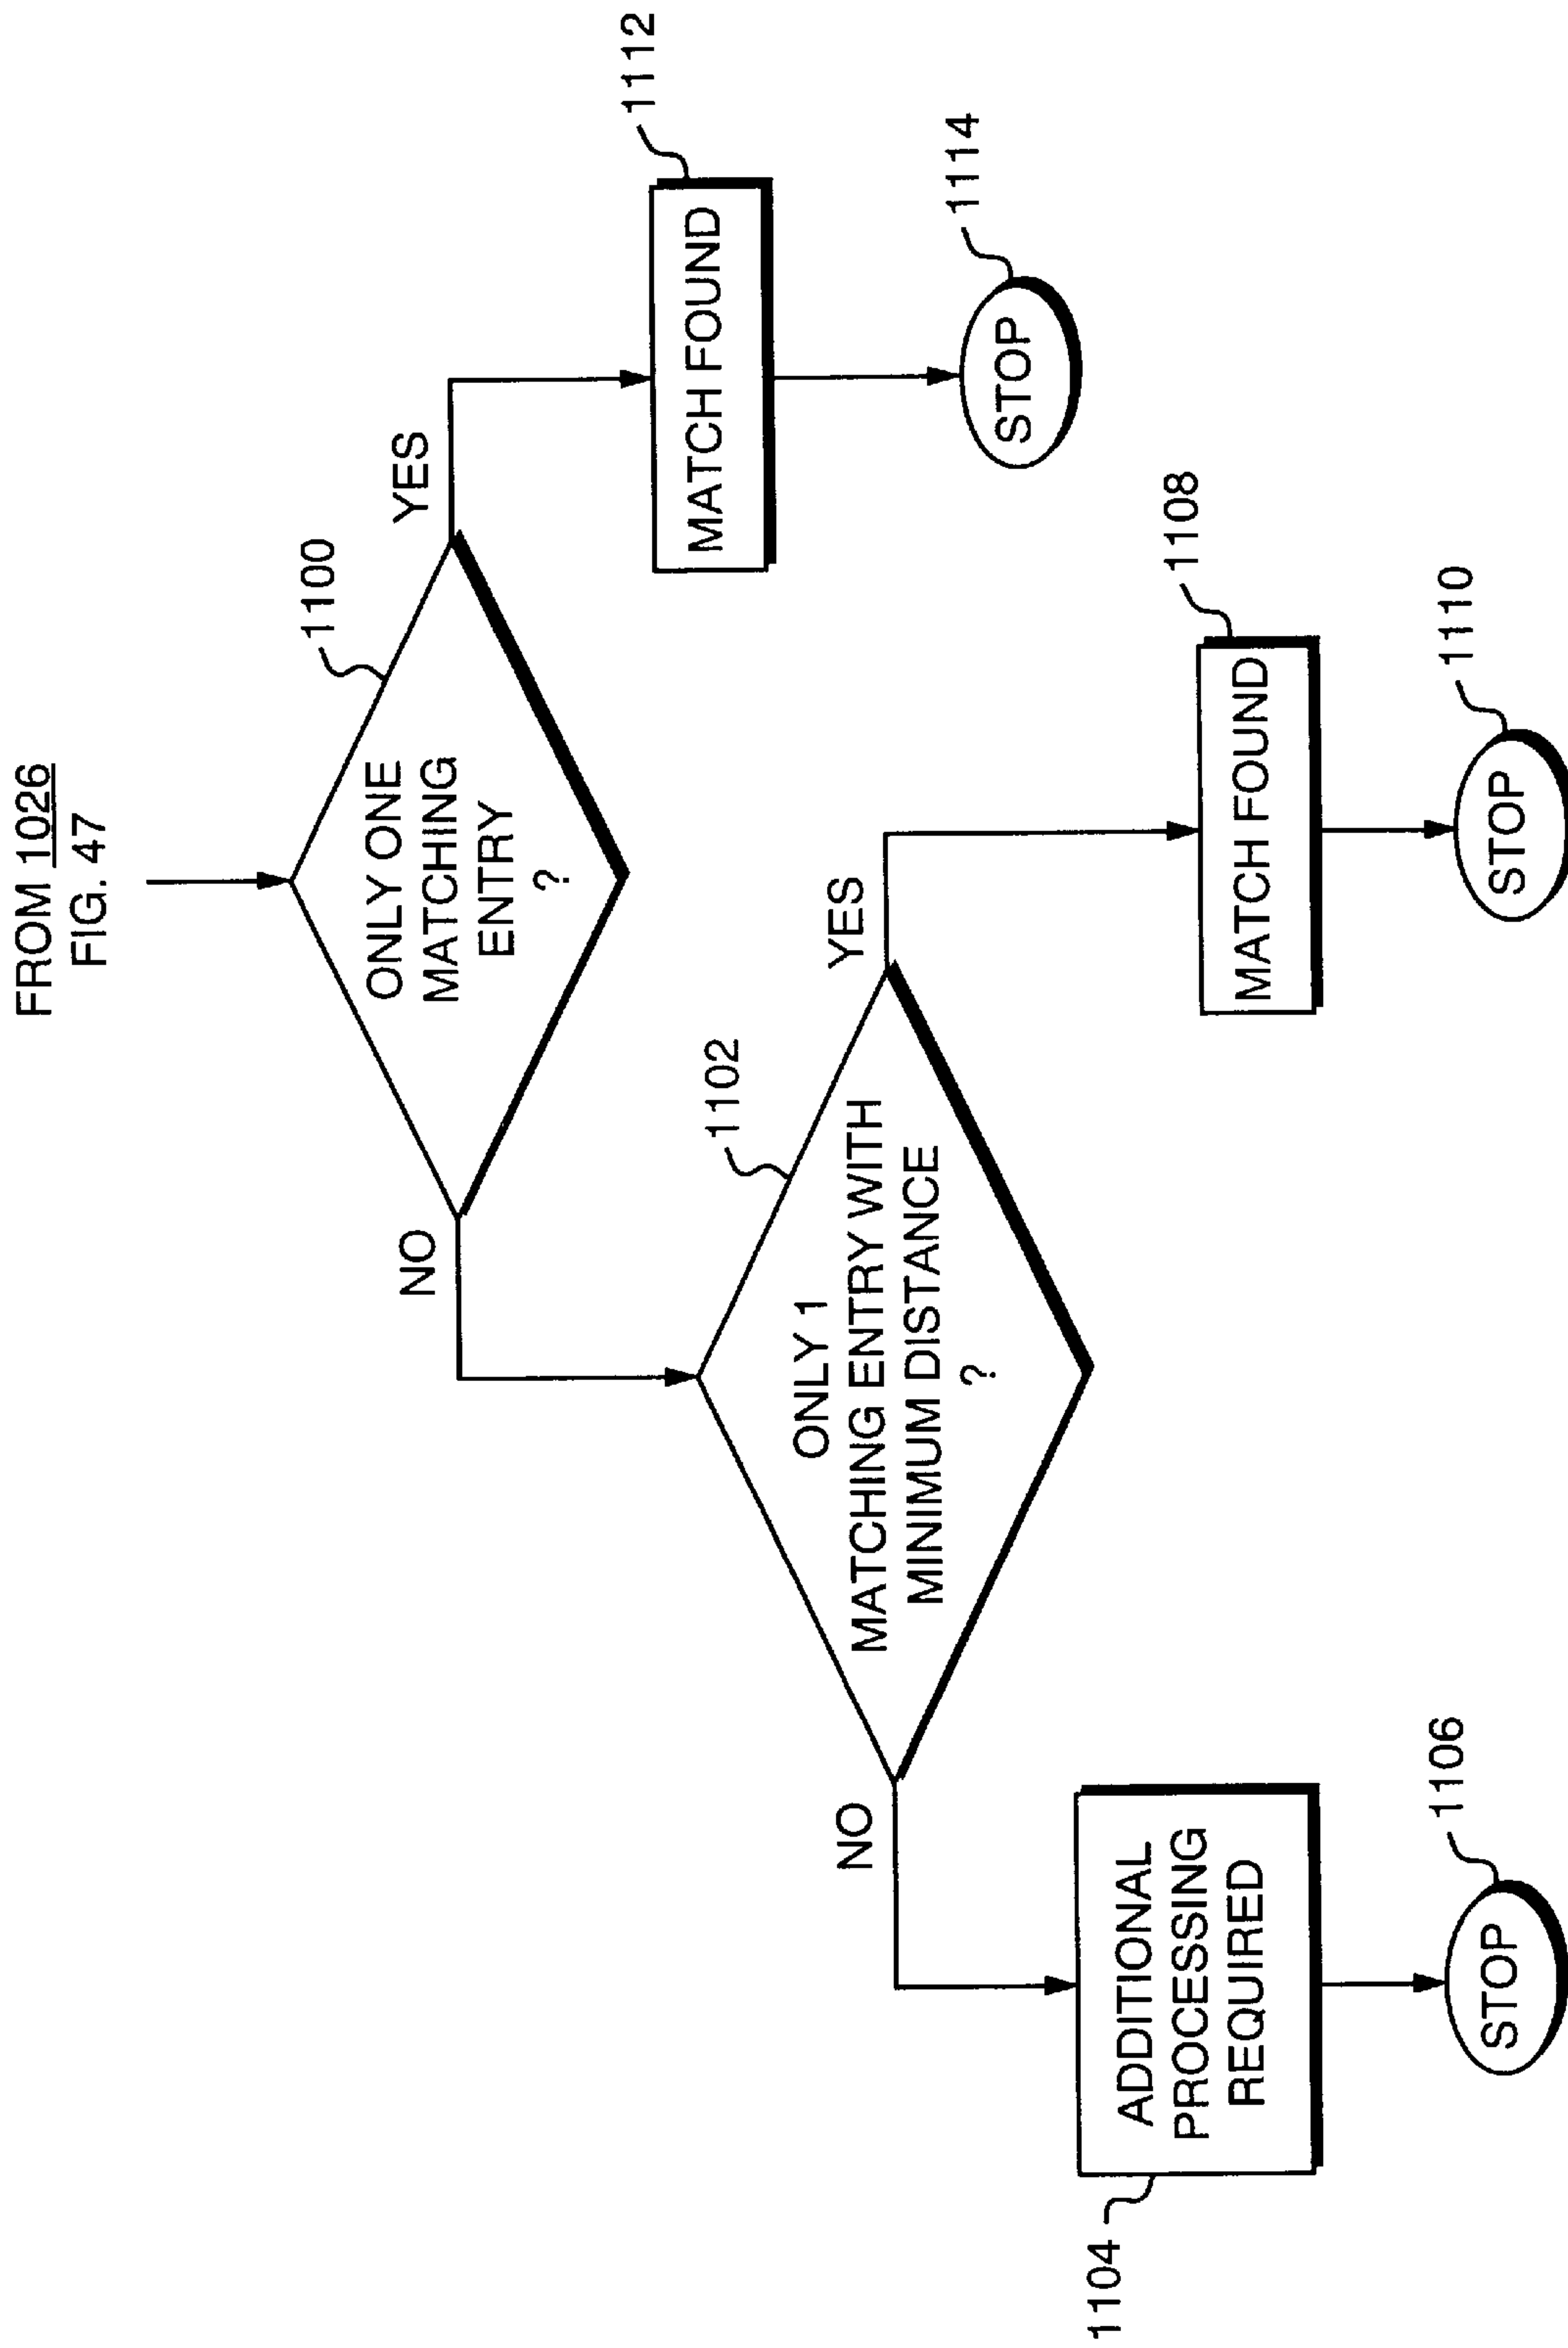 FROM 1026
FIG. 47
1100
ONLY ONE
MATCHING
ENTRY
?
YES
NO
1112
MATCH FOUND
1114
STOP
1102
ONLY 1
MATCHING ENTRY WITH
MINIMUM DISTANCE
?
YES
NO
1108
MATCH FOUND
1110
STOP
1104
ADDITIONAL
PROCESSING
REQUIRED
1106
STOP